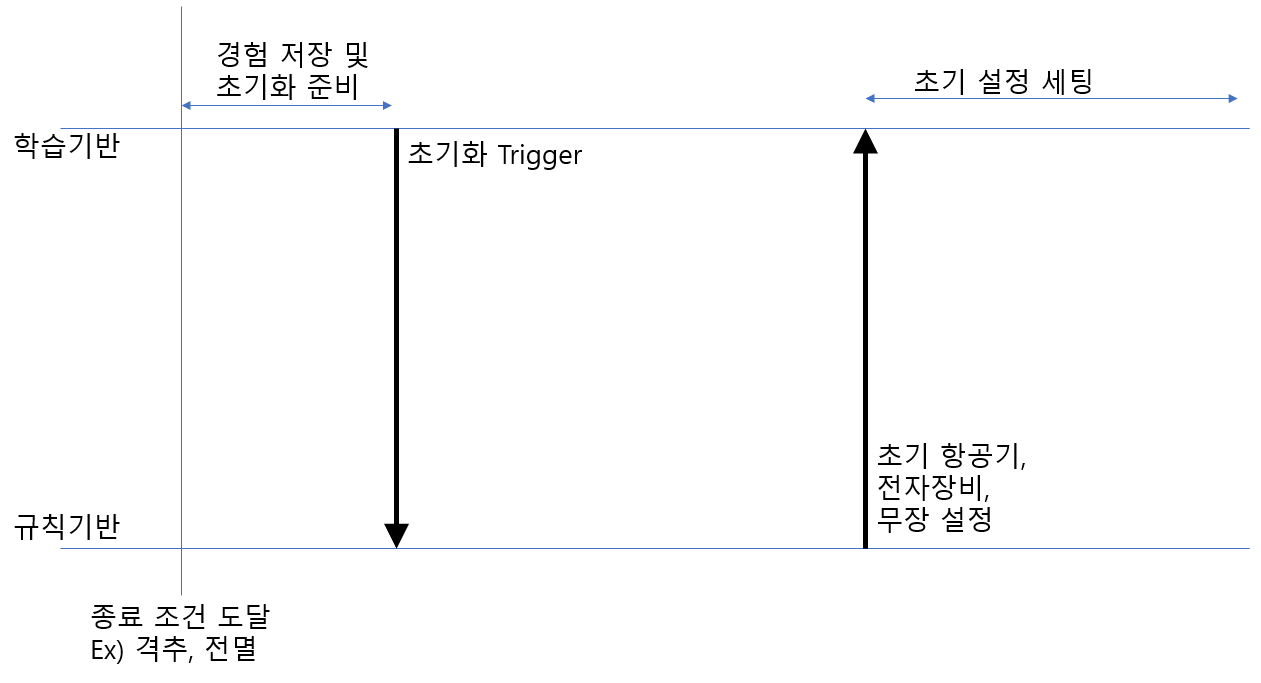 경험 저장 및
초기화 준비
초기 설정 세팅
학습기반
초기화 Trigger
초기 항공기,
전자장비,
무장 설정
규칙기반
종료 조건 도달
Ex) 격추, 전멸